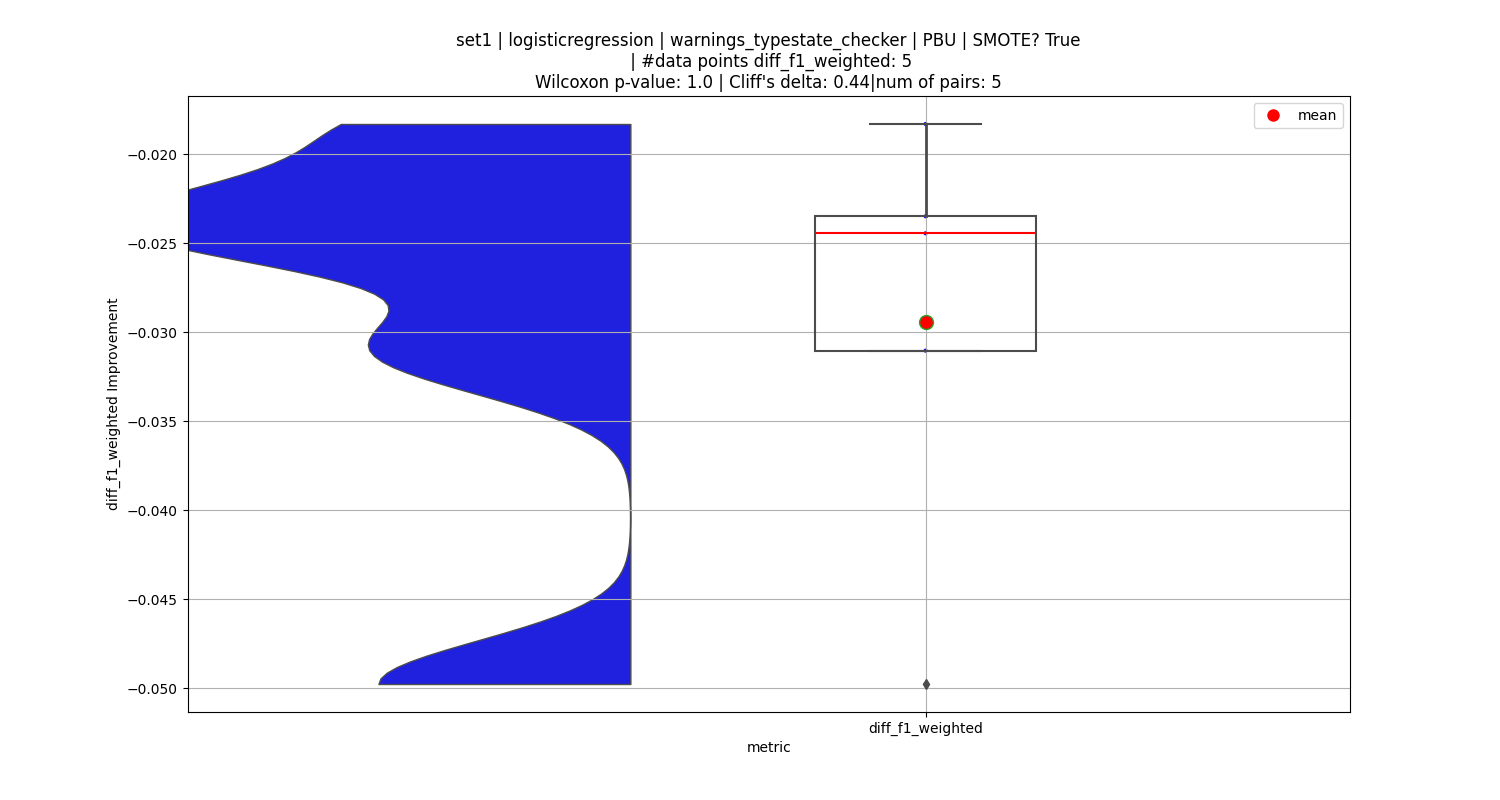 set1 | logisticregression | warnings_typestate_checker | PBU | SMOTE? True
| #data points diff_f1_weighted: 5
Wilcoxon p-value: 1.0 | Cliff's delta: 0.44|num of pairs: 5
mean
−0.020
−0.025
−0.030
−0.035
−0.040
−0.045
−0.050
diff_f1_weighted Improvement
diff_f1_weighted
metric